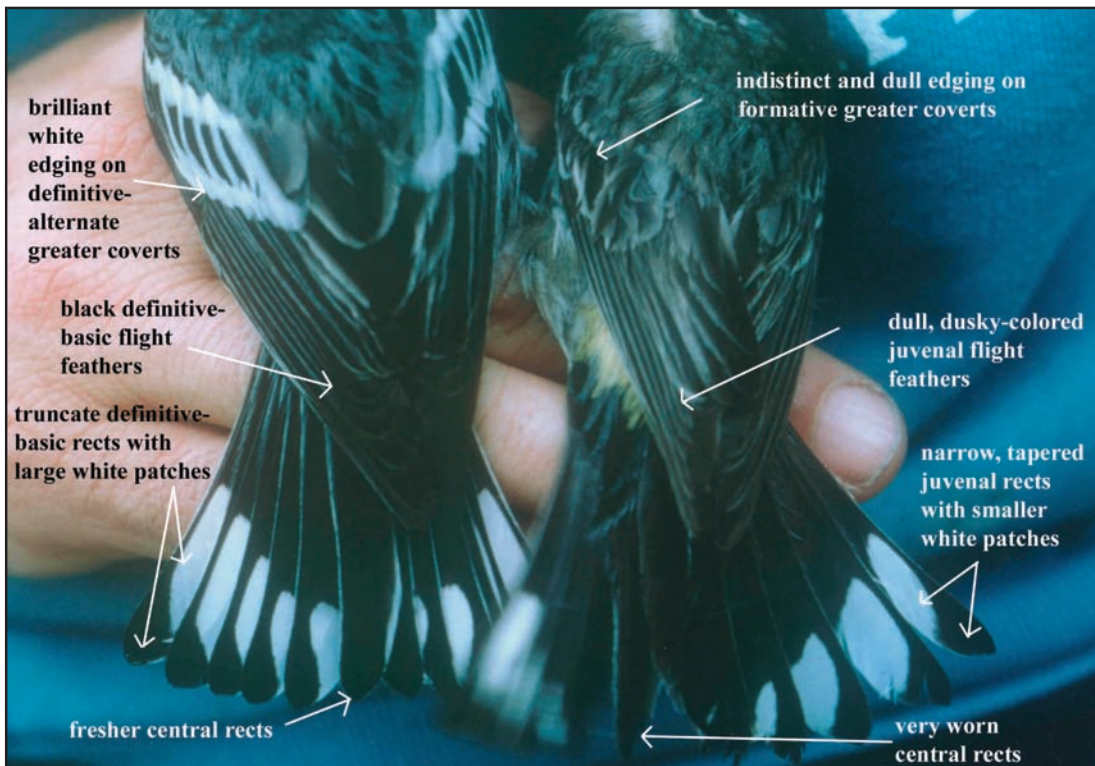 brilliant
white
edging on
definitive-
alternate
greater coverts
black definitive-
basic flight
feathers
truncate definitive-
basic rects with
large white patches
fresher central rects
indistinct and dull edging on
formative greater coverts
dull, dusky-colored
juvenal flight
feathers
narrow, tapered
juvenal rects
with smaller
white patches
very worn
central rects